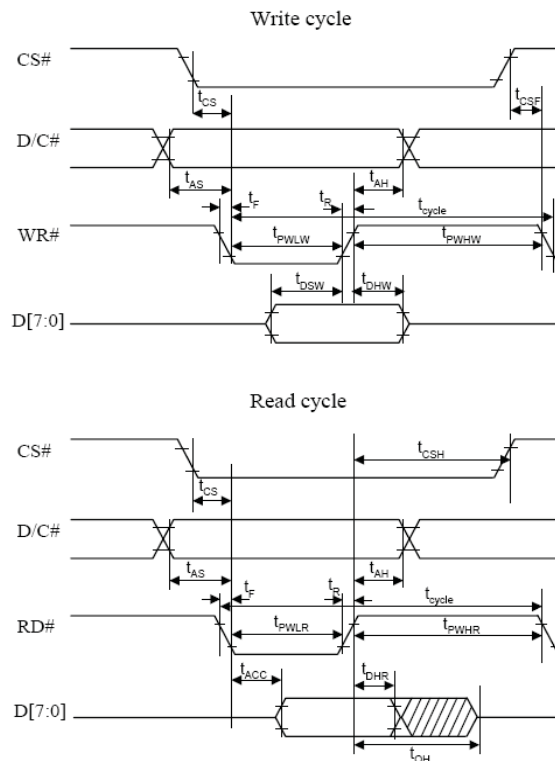 Write cycle
CS#
tCS
tCSF
D/C#
tAS
tAH
tF
tR
tcycle
WR#
tPWLW
tPWHW
tDSW
tDHW
D[7:0]
Read cycle
CS#
tCSH
tCS
D/C#
tAS
tAH
tF
tR
tcycle
RD#
tPWLR
tPWHR
tACC
tDHR
D[7:0]
tOH